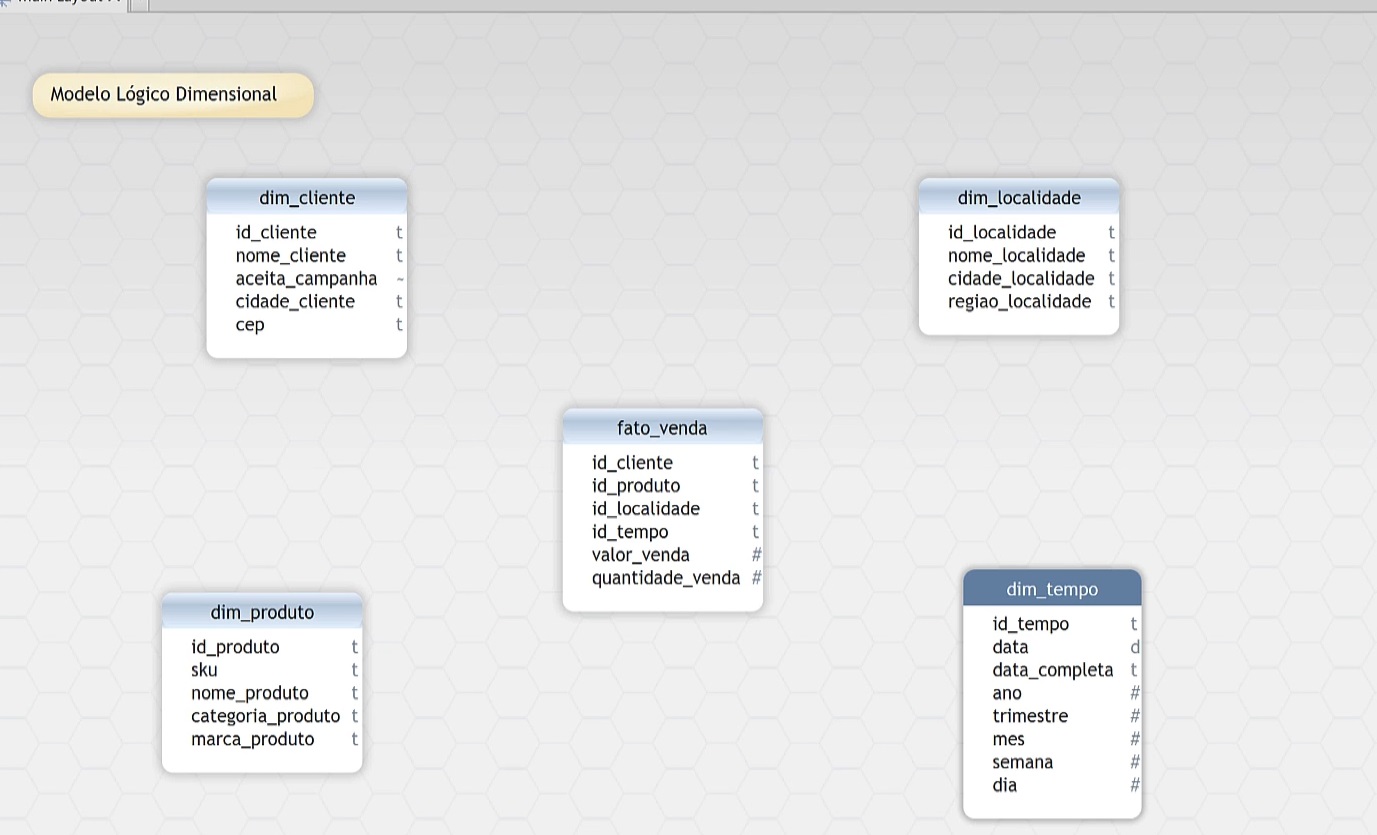 Modelo Lógico Dimensional
dim_cliente
id_cliente t
nome_cliente t
aceita_campanha ~
cidade_cliente t
cep t
dim_localidade
id_localidade t
nome_localidade t
cidade_localidade t
regiao_localidade t
fato_venda
id_cliente t
id_produto t
id_localidade t
id_tempo t
valor_venda #
quantidade_venda #
dim_produto
id_produto t
sku t
nome_produto t
categoria_produto t
marca_produto t
dim_tempo
id_tempo t
data d
data_completa t
ano #
trimestre #
mes #
semana #
dia #